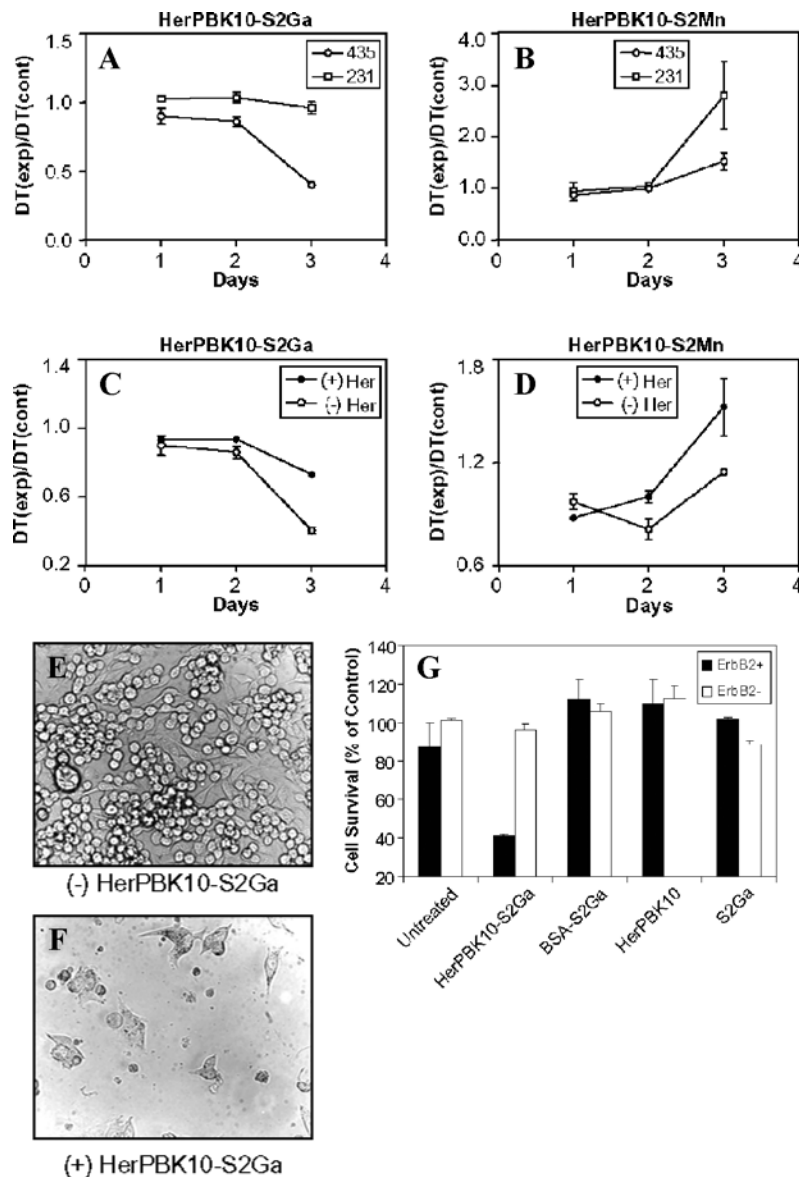 HerPBK10-S2Ga
A
435
231
DT(exp)/DT(cont)
1.5
1.0
0.5
0.0
0 1 2 3 4
Days
HerPBK10-S2Mn
B
435
231
DT(exp)/DT(cont)
4.0
3.0
2.0
1.0
0.0
0 1 2 3 4
Days
HerPBK10-S2Ga
C
(+) Her
(-) Her
DT(exp)/DT(cont)
1.4
1.0
0.6
0.2
0 1 2 3 4
Days
HerPBK10-S2Mn
D
(+) Her
(-) Her
DT(exp)/DT(cont)
1.8
1.2
0.6
0 1 2 3 4
Days
E
(-) HerPBK10-S2Ga
F
(+) HerPBK10-S2Ga
G
ErbB2+
ErbB2-
Cell Survival (% of Control)
140
120
100
80
60
40
20
Untreated
HerPBK10-S2Ga
BSA-S2Ga
HerPBK10
S2Ga